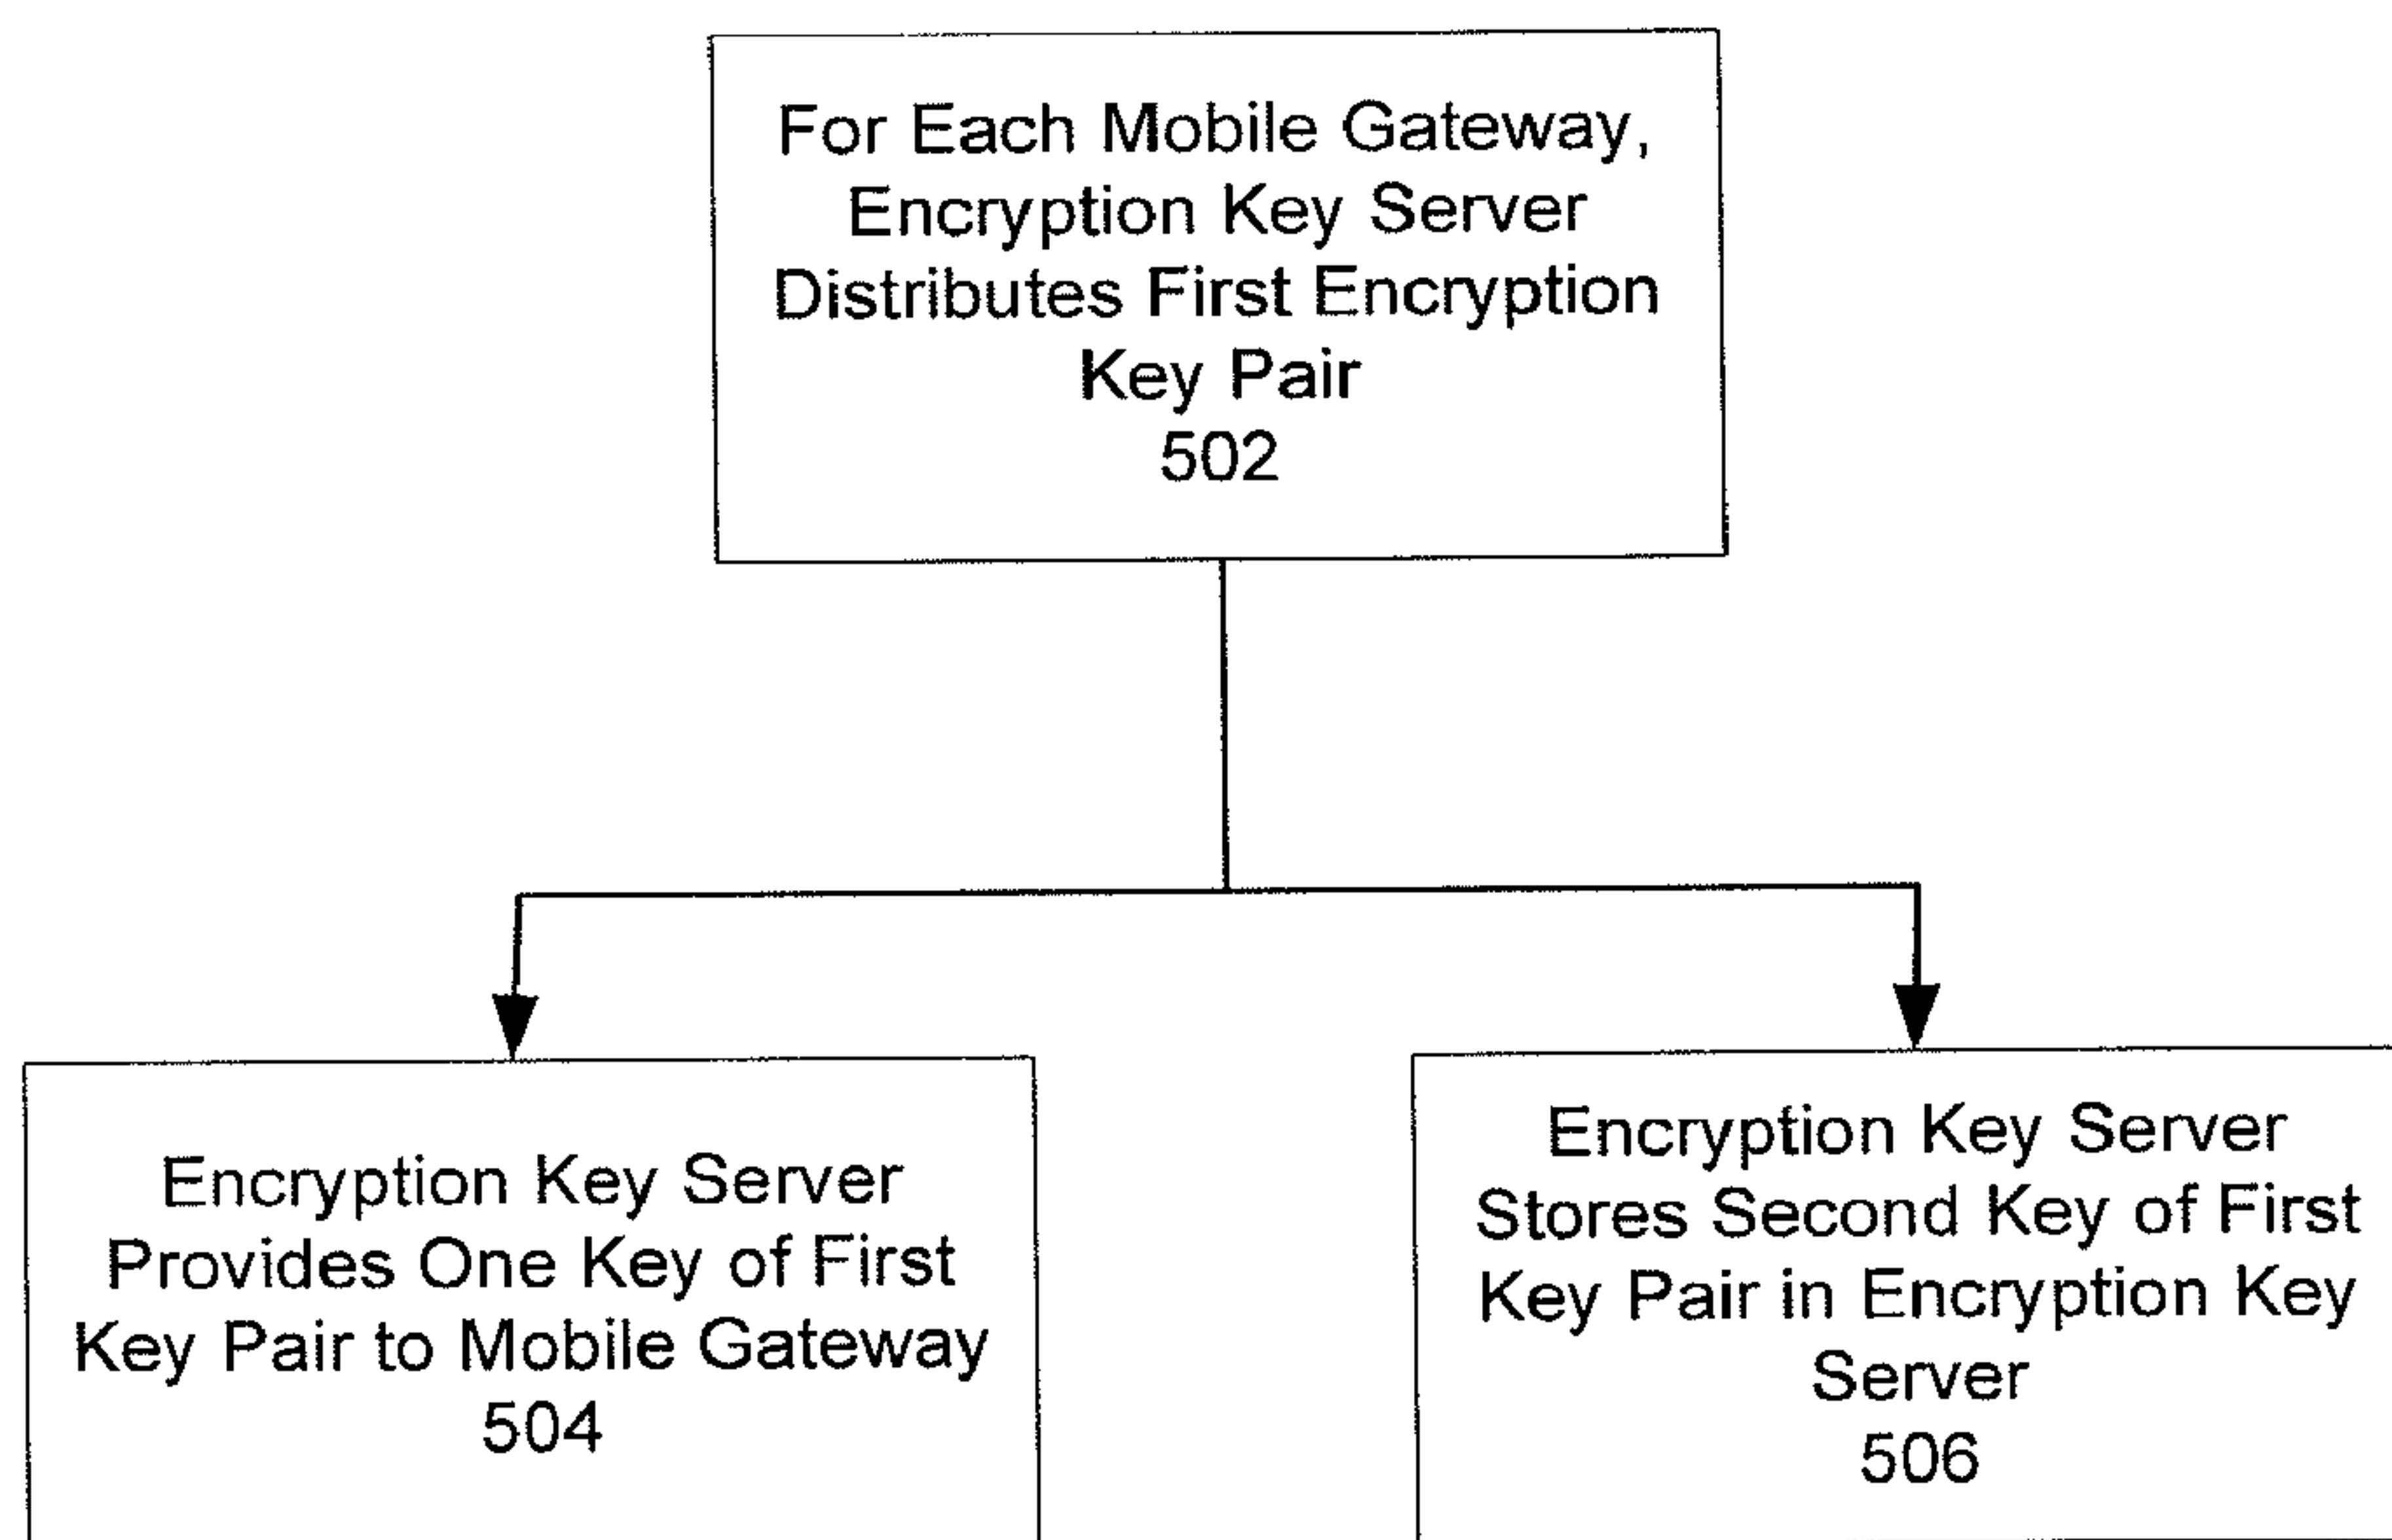 For Each Mobile Gateway,
Encryption Key Server
Distributes First Encryption
Key Pair
502
Encryption Key Server
Provides One Key of First
Key Pair to Mobile Gateway
504
Encryption Key Server
Stores Second Key of First
Key Pair in Encryption Key
Server
506